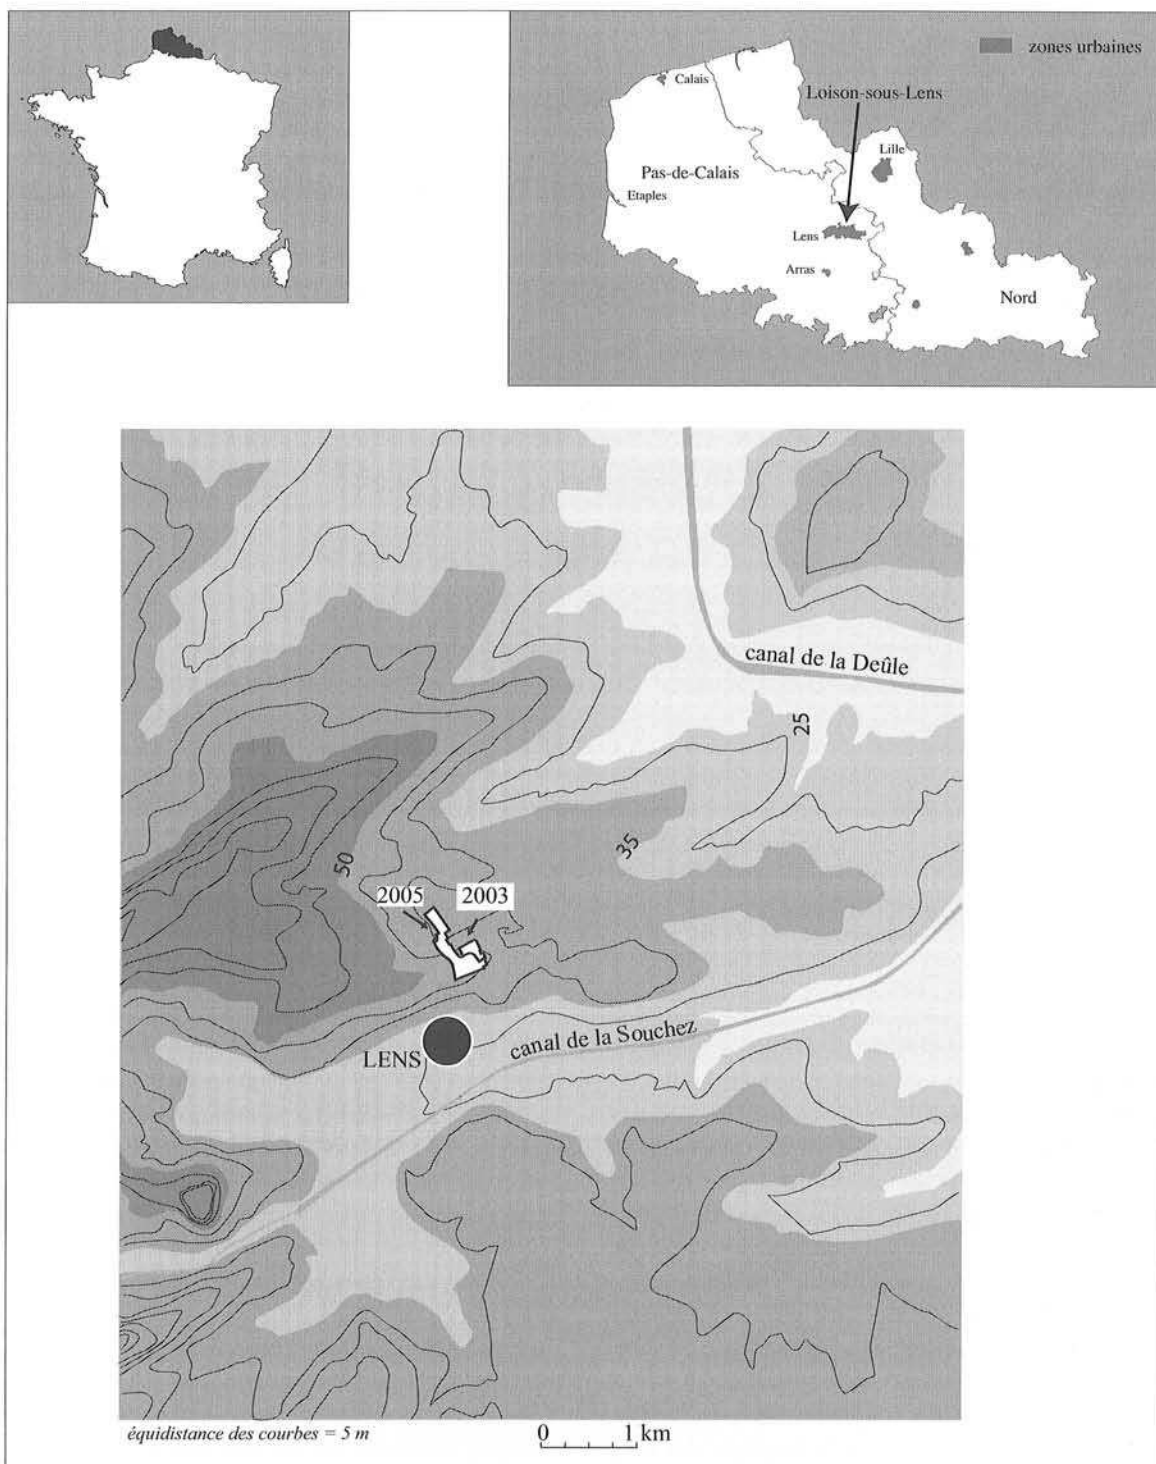 zones urbaines
Calais
Loison-sous-Lens
Lille
Pas-de-Calais
Etaples
Lens
Arras
Nord
canal de la Deûle
25
35
50
2005
2003
canal de la Souchez
LENS
équidistance des courbes = 5 m
0 1 km